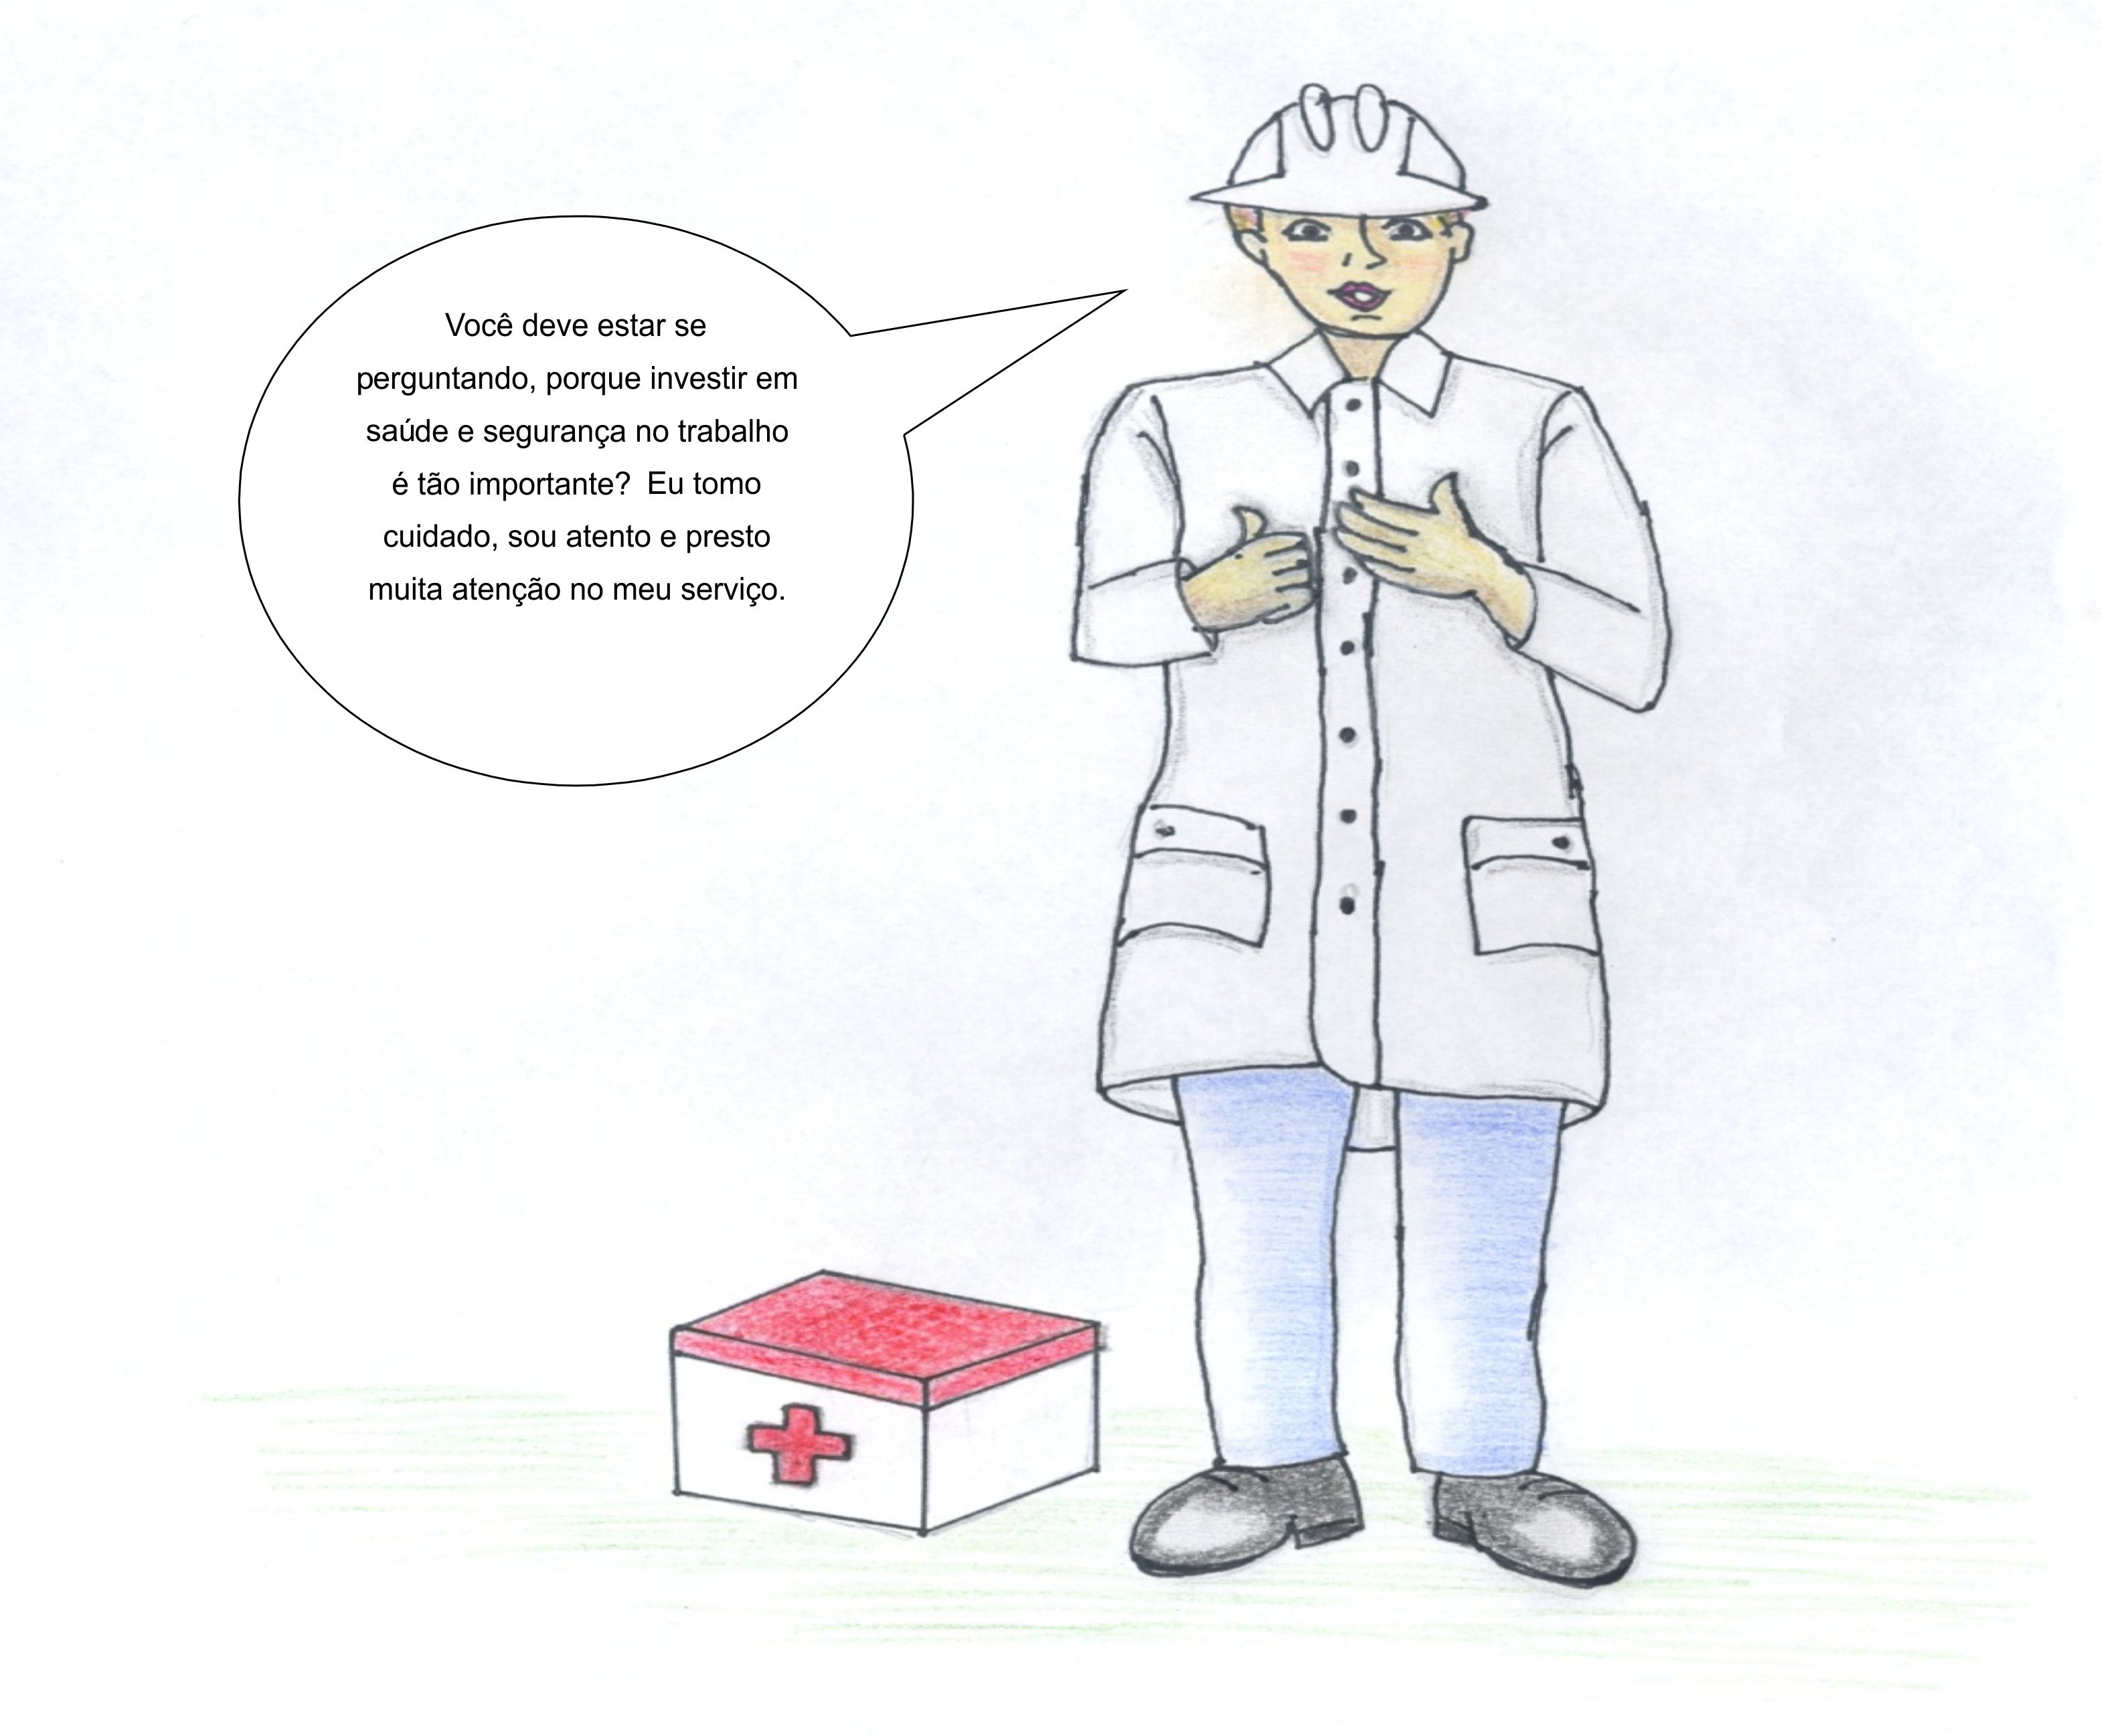 Você deve estar se
perguntando, porque investir em
saúde e segurança no trabalho
é tão importante?  Eu tomo
cuidado, sou atento e presto
muita atenção no meu serviço.